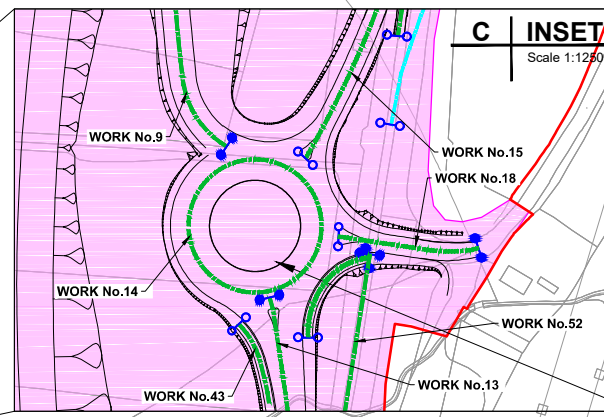 C INSET
Scale 1:1250
WORK No.9
WORK No.15
WORK No.18
WORK No.14
WORK No.52
WORK No.13
WORK No.43